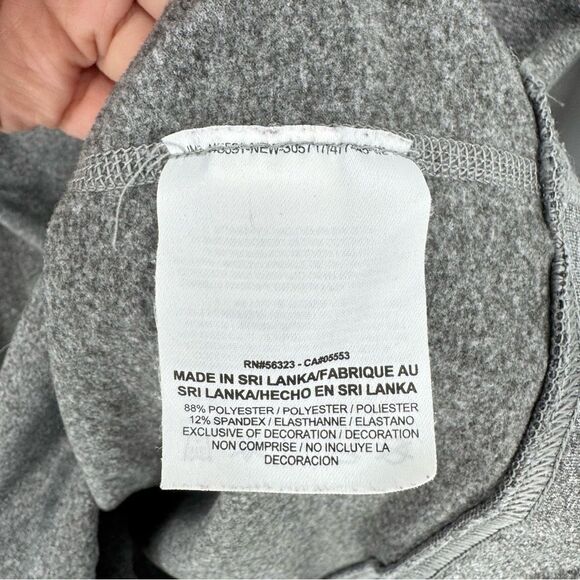 RN#56323 - CA#05553
MADE IN SRI LANKA/FABRIQUE AU
SRI LANKA/HECHO EN SRI LANKA
88% POLYESTER / POLYESTER / POLIESTER
12% SPANDEX / ELASTHANNE / ELASTANO
EXCLUSIVE OF DECORATION / DECORATION
NON COMPRISE / NO INCLUYE LA
DECORACION